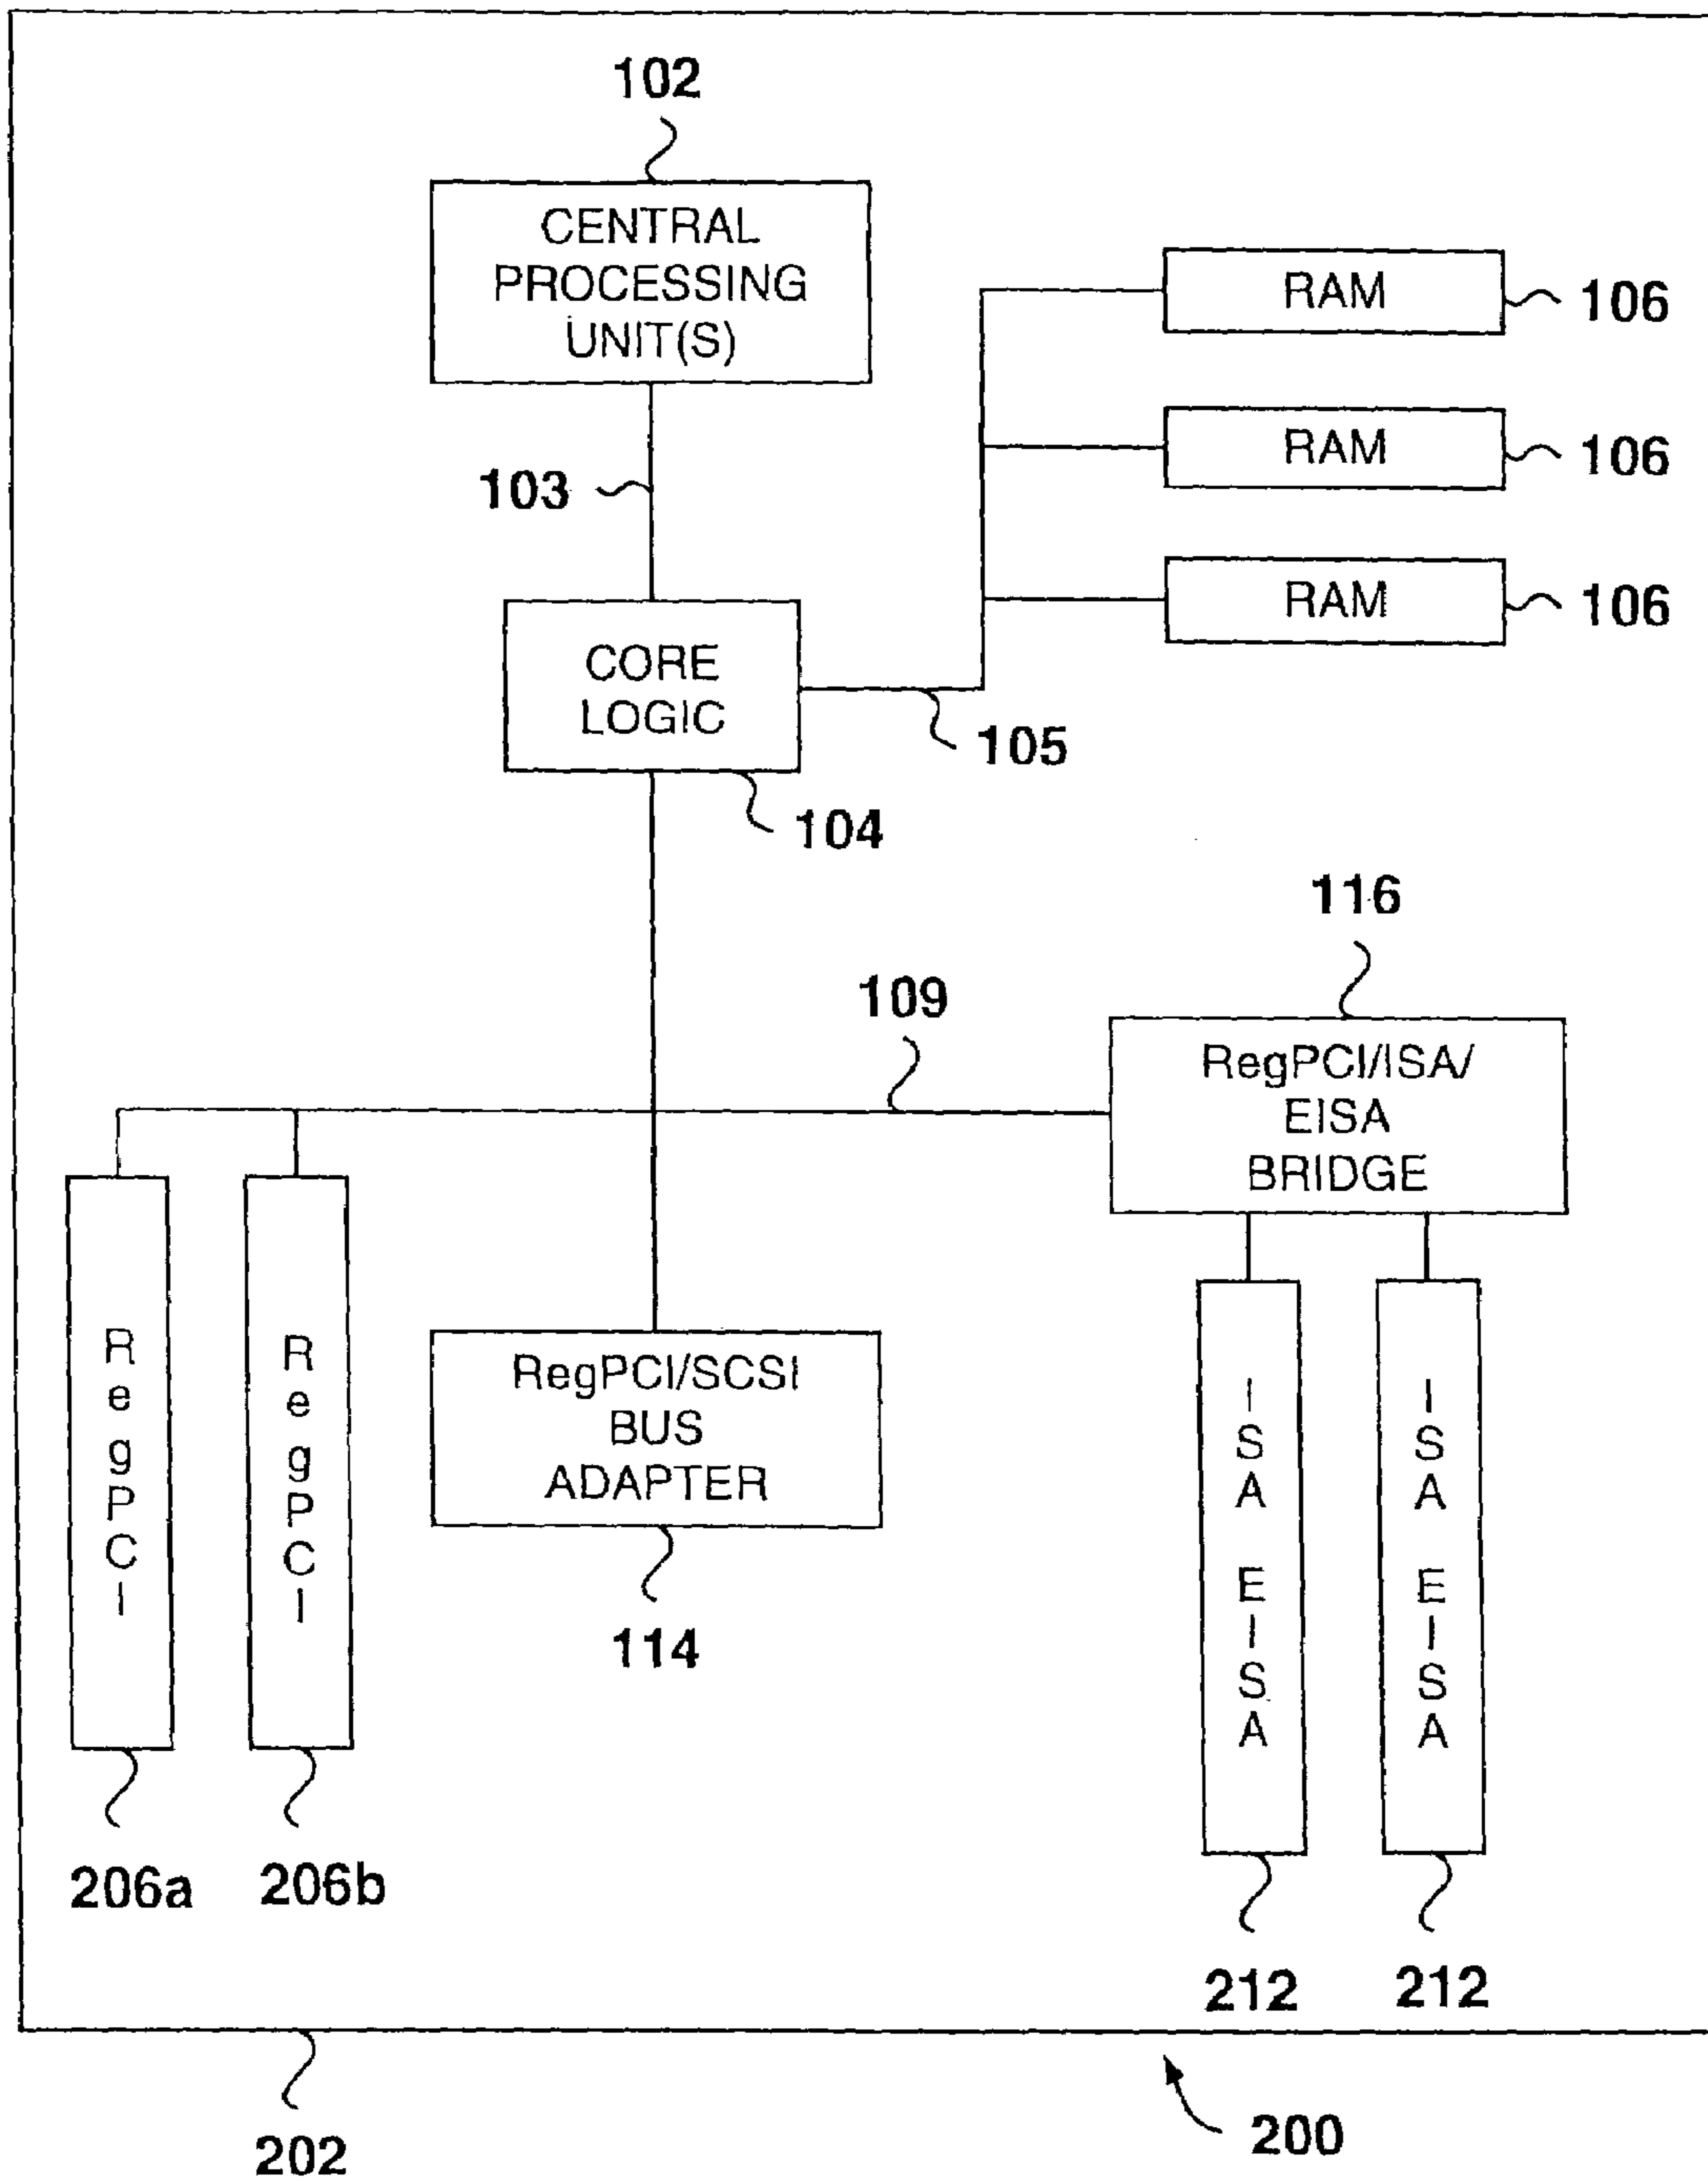 102
CENTRAL
PROCESSING
UNIT(S)
RAM
106
103
RAM
106
RAM
106
CORE
LOGIC
105
104
116
109
RegPCI/ISA/
EISA
BRIDGE
RegPCI
RegPCI
RegPCI/SCSI
BUS
ADAPTER
ISA EISA
ISA EISA
114
206a
206b
212
212
202
200